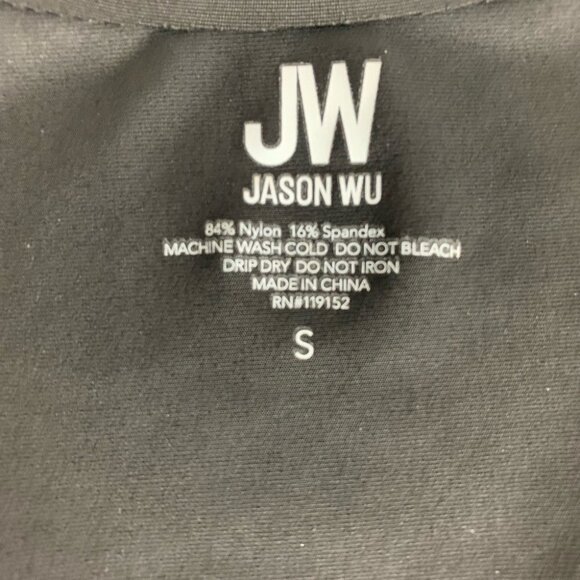 JW
JASON WU
84% Nylon 16% Spandex
MACHINE WASH COLD DO NOT BLEACH
DRIP DRY DO NOT IRON
MADE IN CHINA
RN#119152
S